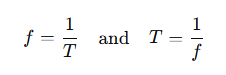 f = 1/T and T = 1/f